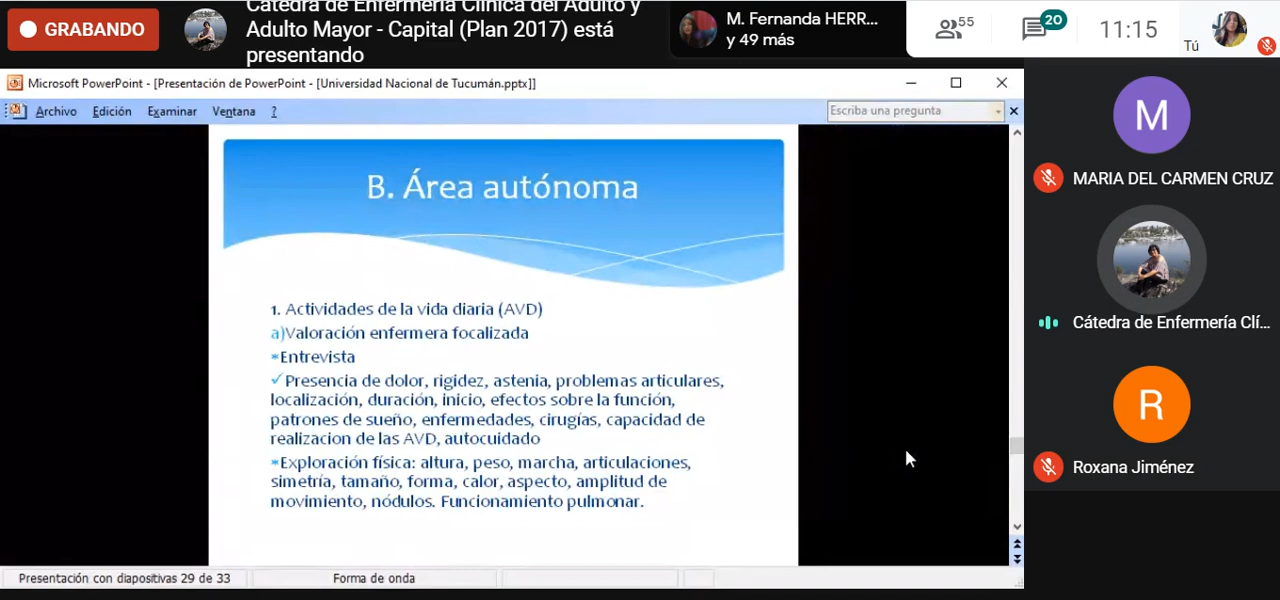 GRABANDO
Cátedra de Enfermería Clínica del Adulto y
Adulto Mayor - Capital (Plan 2017) está
presentando
M. Fernanda HERR...
y 49 más
55
20
11:15
Tú
Microsoft PowerPoint - [Presentación de PowerPoint - [Universidad Nacional de Tucumán.pptx]]
Archivo Edición Examinar Ventana ?
Escriba una pregunta
B. Área autónoma
1. Actividades de la vida diaria (AVD)
a)Valoración enfermera focalizada
*Entrevista
✓Presencia de dolor, rigidez, astenia, problemas articulares,
localización, duración, inicio, efectos sobre la función,
patrones de sueño, enfermedades, cirugías, capacidad de
realizacion de las AVD, autocuidado
*Exploración física: altura, peso, marcha, articulaciones,
simetría, tamaño, forma, calor, aspecto, amplitud de
movimiento, nódulos. Funcionamiento pulmonar.
Presentación con diapositivas 29 de 33
Forma de onda
M
MARIA DEL CARMEN CRUZ
Cátedra de Enfermería Clí...
R
Roxana Jiménez